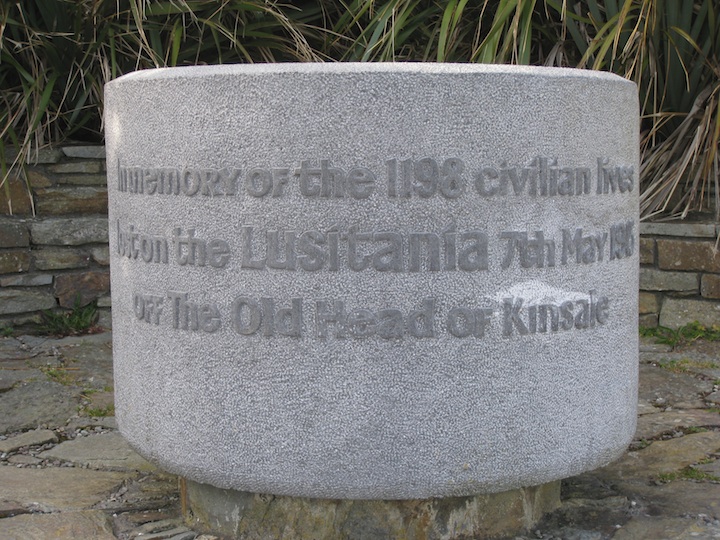 In memory of the 1198 civilian lives
lost on the Lusitania 7th May 1915
off The Old Head of Kinsale